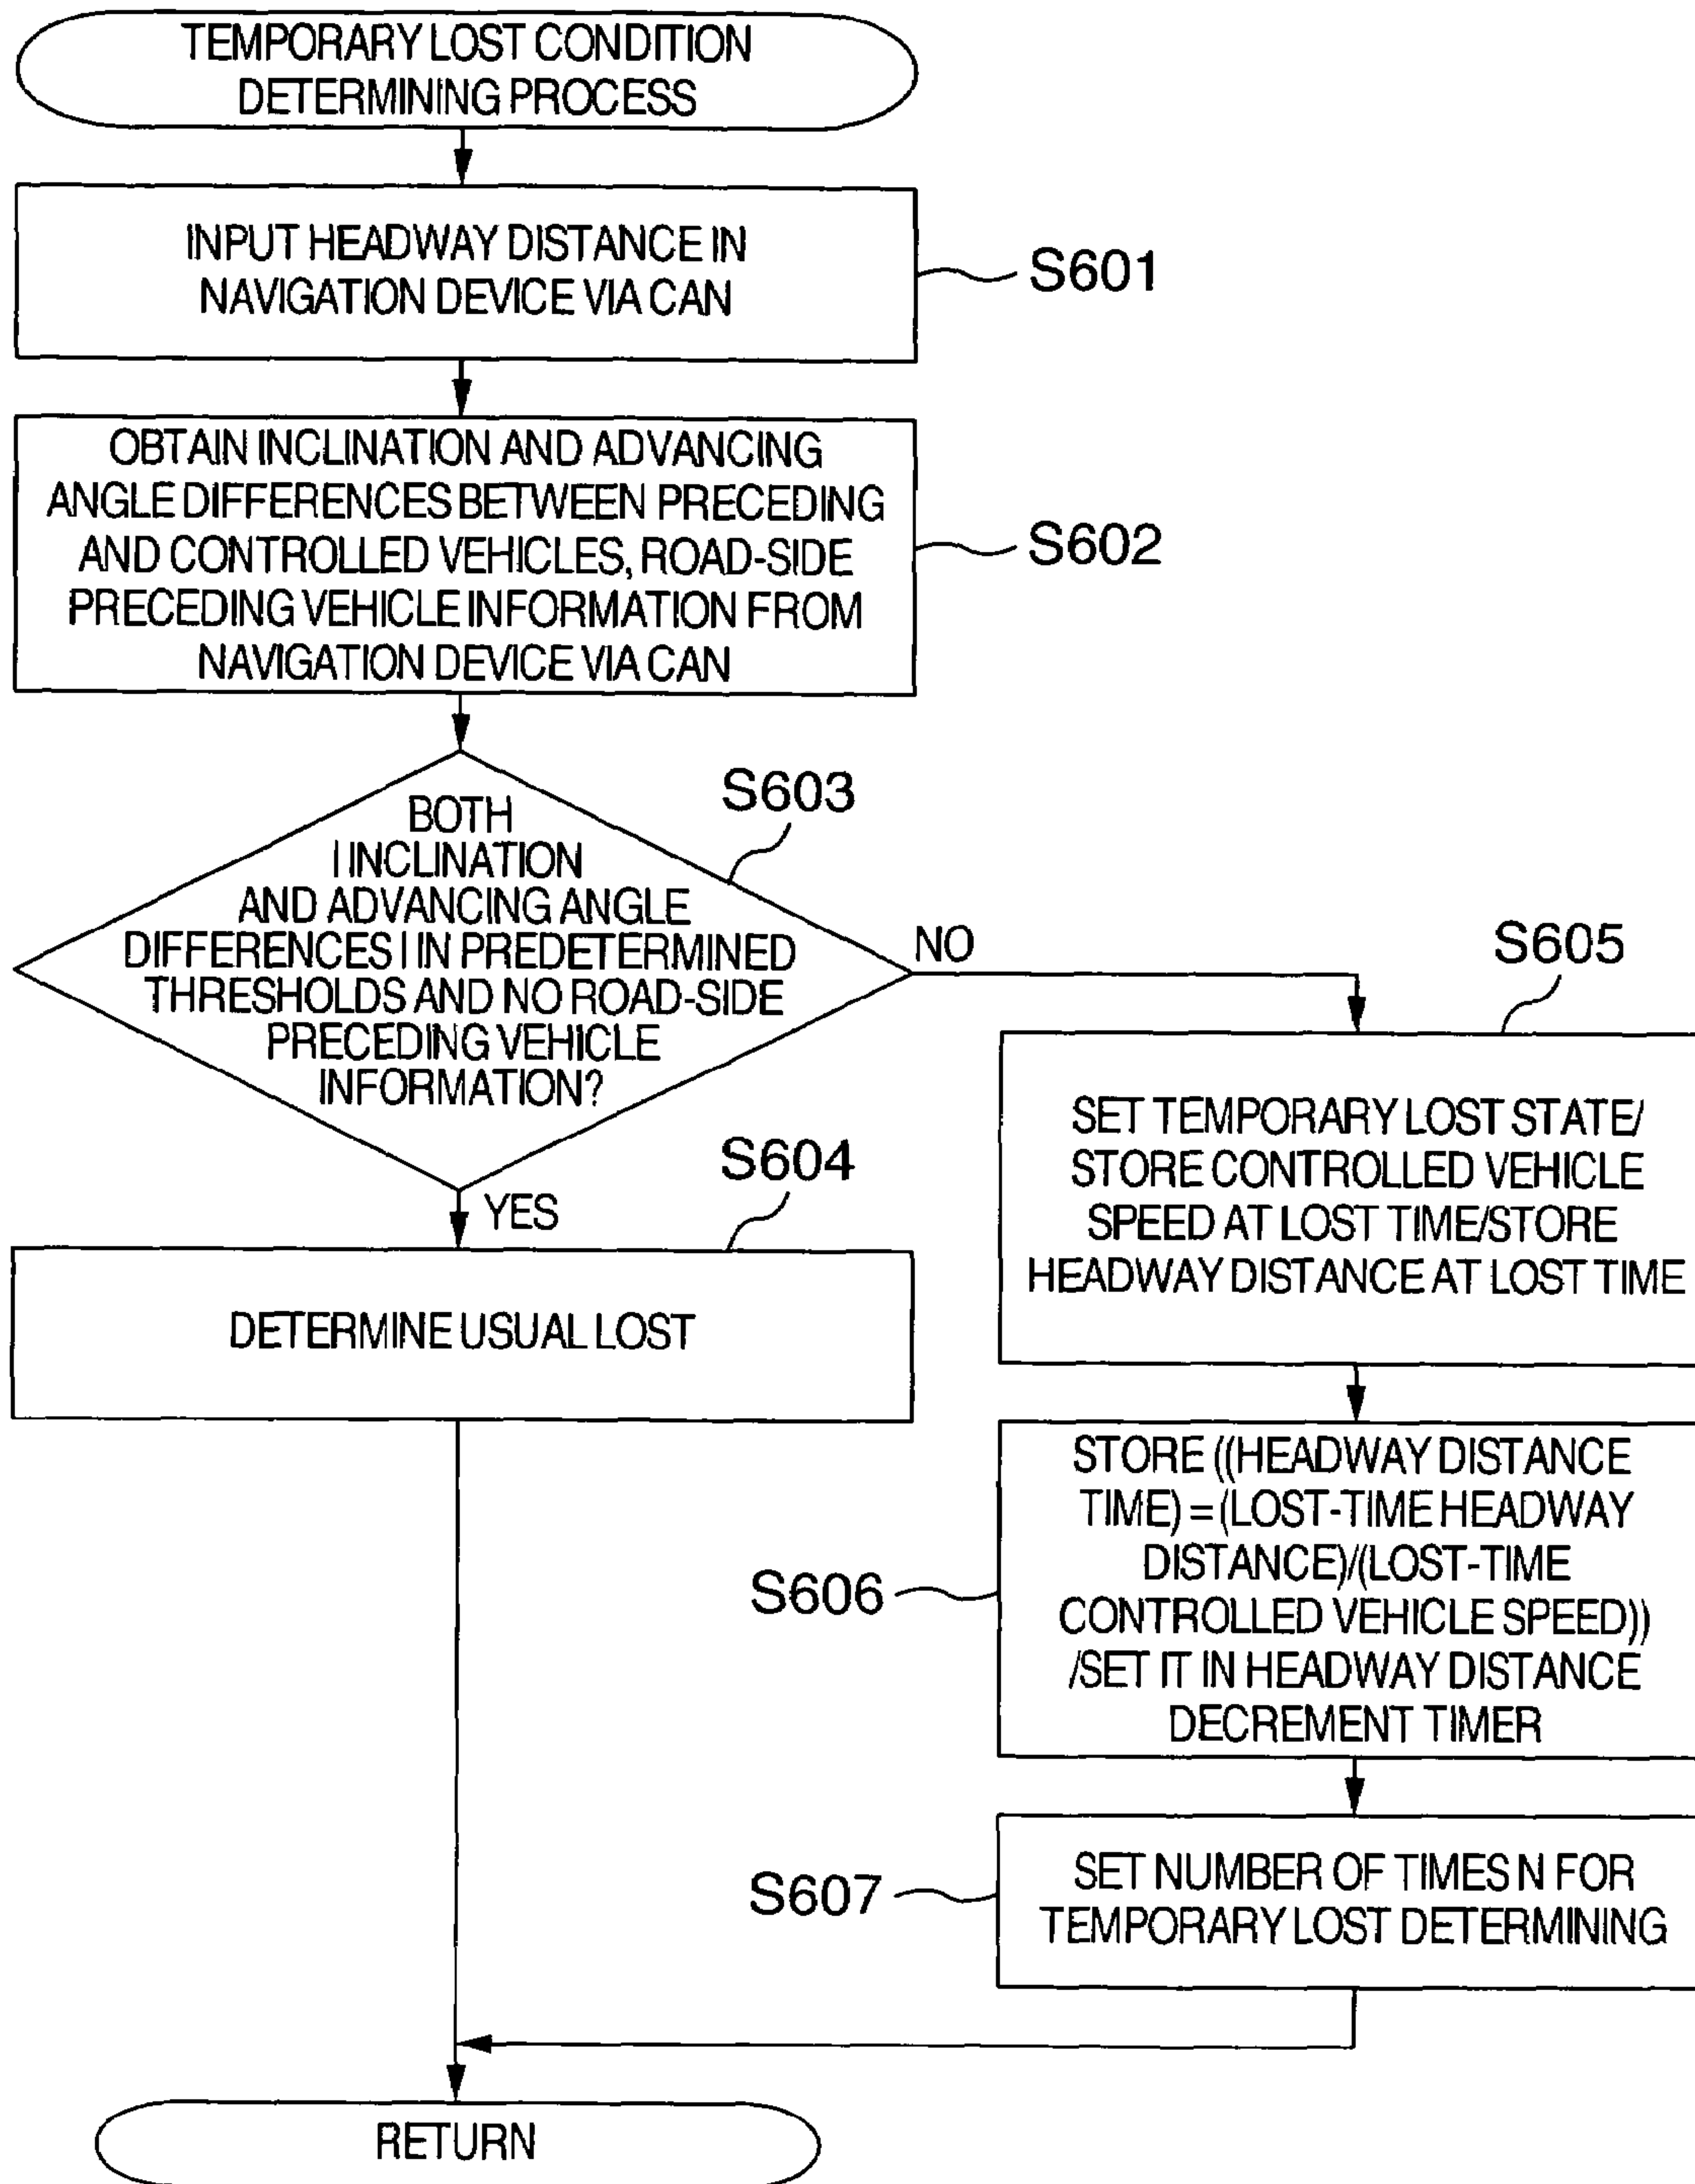 TEMPORARY LOST CONDITION
DETERMINING PROCESS
INPUT HEADWAY DISTANCE IN
NAVIGATION DEVICE VIA CAN
S601
OBTAIN INCLINATION AND ADVANCING
ANGLE DIFFERENCES BETWEEN PRECEDING
AND CONTROLLED VEHICLES, ROAD-SIDE
PRECEDING VEHICLE INFORMATION FROM
NAVIGATION DEVICE VIA CAN
S602
S603
BOTH
| INCLINATION
AND ADVANCING ANGLE
DIFFERENCES | IN PREDETERMINED
THRESHOLDS AND NO ROAD-SIDE
PRECEDING VEHICLE
INFORMATION?
NO
YES
S604
DETERMINE USUAL LOST
S605
SET TEMPORARY LOST STATE/
STORE CONTROLLED VEHICLE
SPEED AT LOST TIME/STORE
HEADWAY DISTANCE AT LOST TIME
STORE ((HEADWAY DISTANCE
TIME) = (LOST-TIME HEADWAY
DISTANCE)/(LOST-TIME
CONTROLLED VEHICLE SPEED))
/SET IT IN HEADWAY DISTANCE
DECREMENT TIMER
S606
SET NUMBER OF TIMES N FOR
TEMPORARY LOST DETERMINING
S607
RETURN